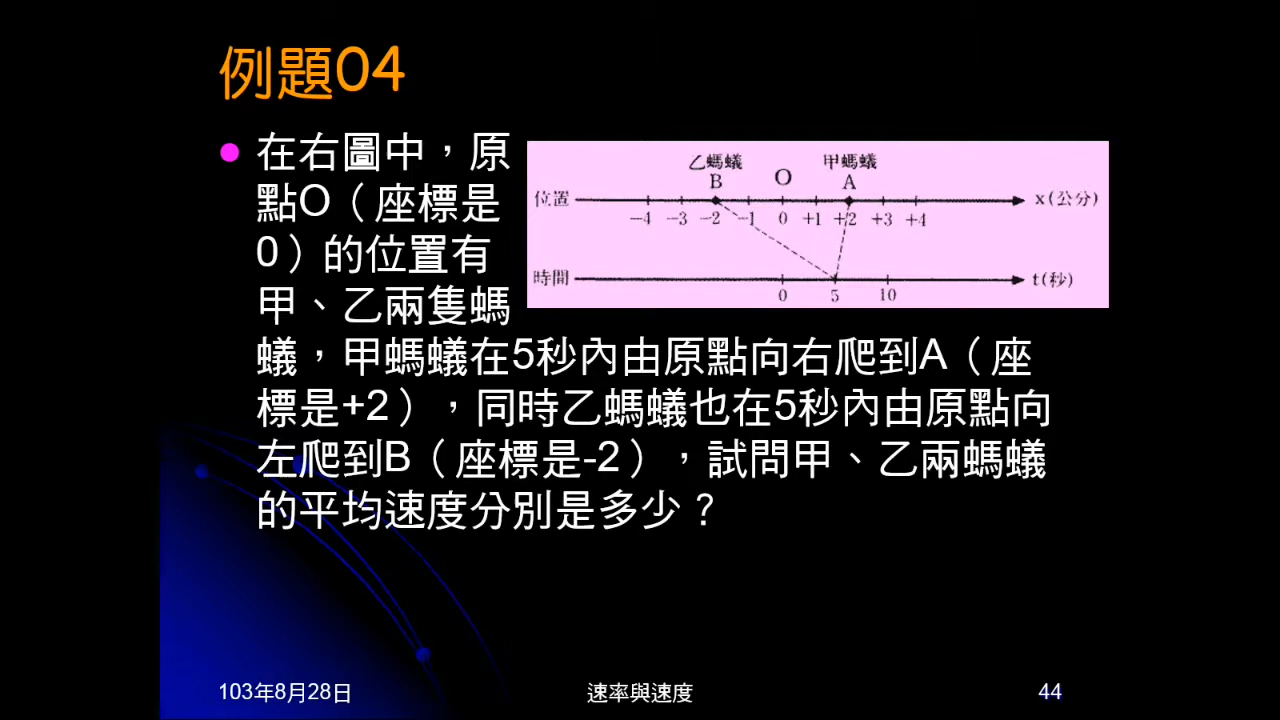 例題04
在右圖中，原
點O（座標是
0）的位置有
甲、乙兩隻螞
蟻，甲螞蟻在5秒內由原點向右爬到A（座
標是+2），同時乙螞蟻也在5秒內由原點向
左爬到B（座標是-2），試問甲、乙兩螞蟻
的平均速度分別是多少？
乙螞蟻 甲螞蟻
B O A
位置 x(公分)
-4 -3 -2 -1 0 +1 +2 +3 +4
時間 t(秒)
0 5 10
103年8月28日 速率與速度 44